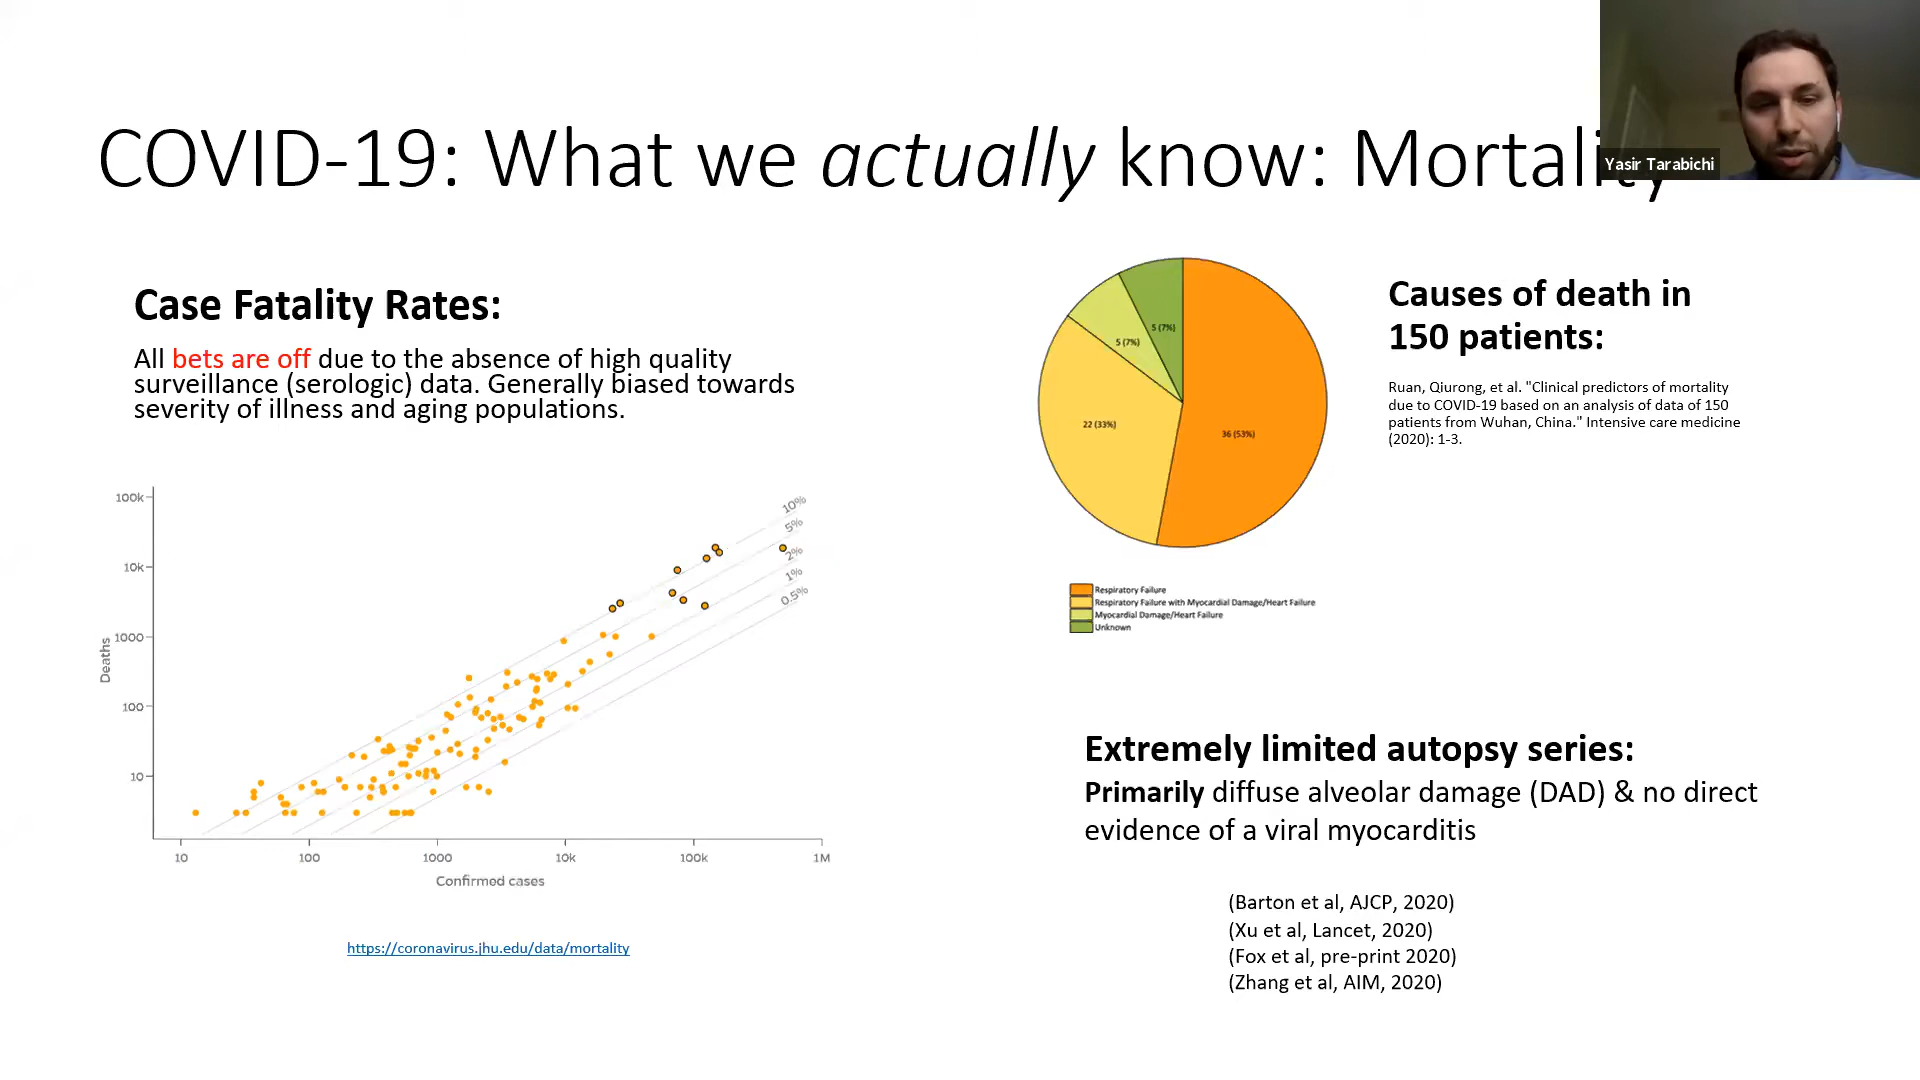 COVID-19: What we actually know: Mortality
Yasir Tarabichi
Case Fatality Rates:
All bets are off due to the absence of high quality
surveillance (serologic) data. Generally biased towards
severity of illness and aging populations.
100k
10k
1000
100
10
Deaths
10%
5%
2%
1%
0.5%
10
100
1000
10k
100k
1M
Confirmed cases
https://coronavirus.jhu.edu/data/mortality
5 (7%)
5 (7%)
22 (33%)
36 (53%)
Respiratory Failure
Respiratory Failure with Myocardial Damage/Heart Failure
Myocardial Damage/Heart Failure
Unknown
Causes of death in
150 patients:
Ruan, Qiurong, et al. "Clinical predictors of mortality
due to COVID-19 based on an analysis of data of 150
patients from Wuhan, China." Intensive care medicine
(2020): 1-3.
Extremely limited autopsy series:
Primarily diffuse alveolar damage (DAD) & no direct
evidence of a viral myocarditis
(Barton et al, AJCP, 2020)
(Xu et al, Lancet, 2020)
(Fox et al, pre-print 2020)
(Zhang et al, AIM, 2020)